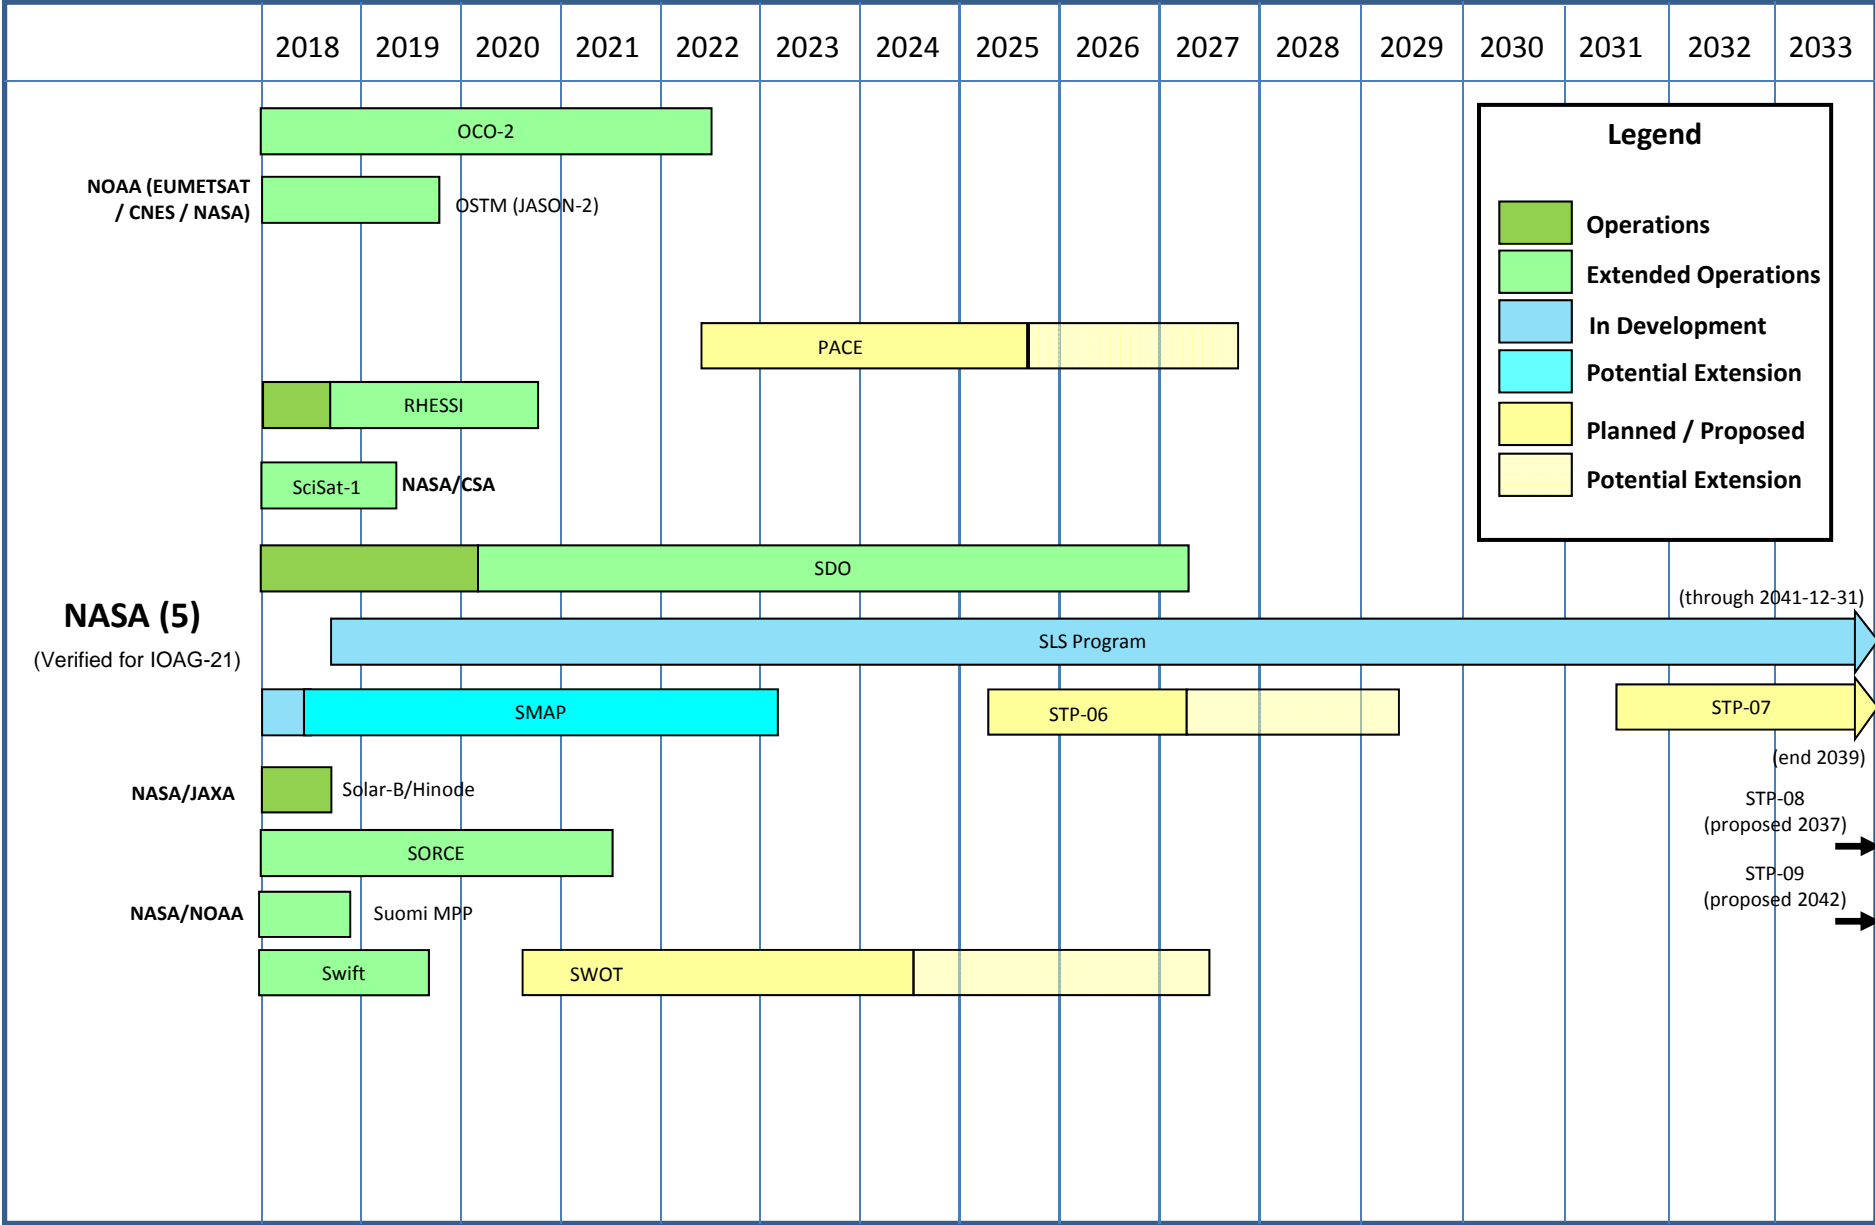 2018 2019 2020 2021 2022 2023 2024 2025 2026 2027 2028 2029 2030 2031 2032 2033
OCO-2
NOAA (EUMETSAT
/ CNES / NASA)
OSTM (JASON-2)
PACE
RHESSI
SciSat-1
NASA/CSA
SDO
NASA (5)
(Verified for IOAG-21)
(through 2041-12-31)
SLS Program
SMAP
STP-06
STP-07
(end 2039)
NASA/JAXA
Solar-B/Hinode
STP-08
(proposed 2037)
SORCE
STP-09
(proposed 2042)
NASA/NOAA
Suomi MPP
Swift
SWOT
Legend
Operations
Extended Operations
In Development
Potential Extension
Planned / Proposed
Potential Extension